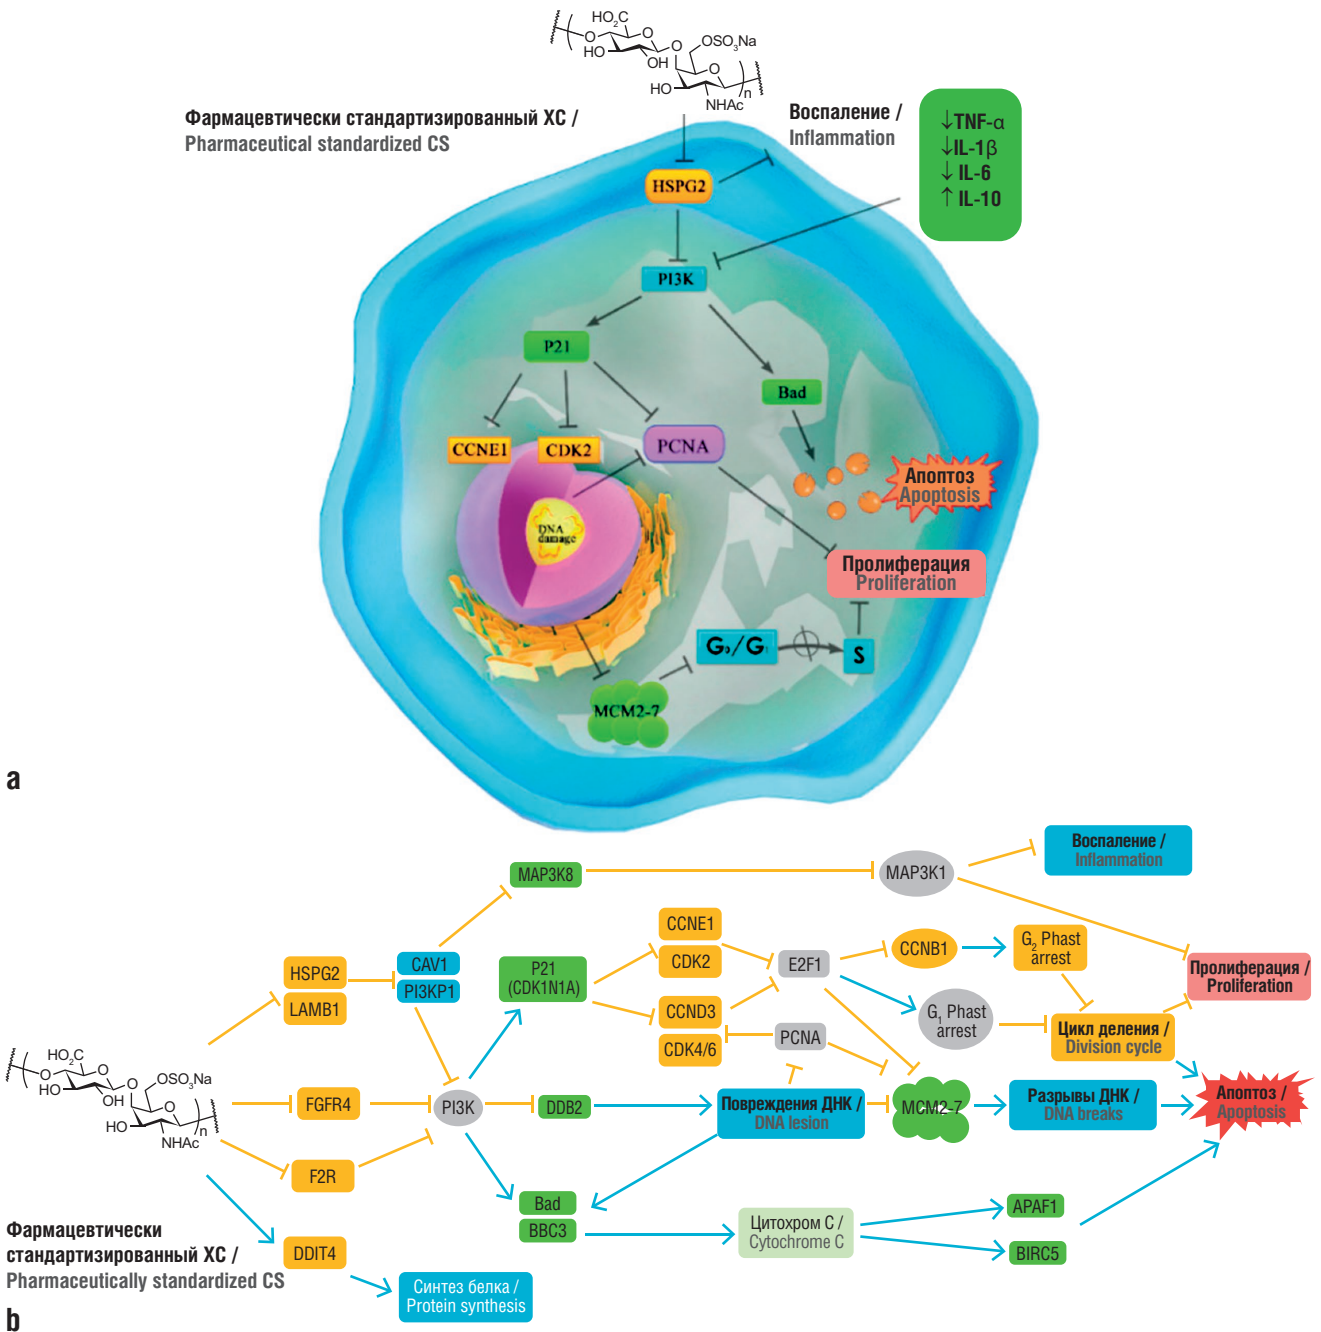 HO₂C
O
O
HO
OH
O
OSO₃Na
O
HO
NHAc
n
Фармацевтически стандартизированный ХС /
Pharmaceutical standardized CS
Воспаление /
Inflammation
↓TNF-α
↓IL-1β
↓ IL-6
↑ IL-10
HSPG2
PI3K
P21
Bad
CCNE1
CDK2
PCNA
Апоптоз
Apoptosis
DNA
damage
Пролиферация
Proliferation
G₀/G₁
S
MCM2-7
a
Воспаление /
Inflammation
MAP3K8
MAP3K1
CCNE1
CDK2
E2F1
CCNB1
G₂ Phast
arrest
HSPG2
LAMB1
CAV1
PI3KP1
P21
(CDK1N1A)
CCND3
CDK4/6
PCNA
G₁ Phast
arrest
Пролиферация /
Proliferation
Цикл деления /
Division cycle
HO₂C
O
O
HO
OH
O
OSO₃Na
O
HO
NHAc
n
FGFR4
PI3K
DDB2
Повреждения ДНК /
DNA lesion
MCM2-7
Разрывы ДНК /
DNA breaks
Апоптоз /
Apoptosis
F2R
Bad
BBC3
Цитохром С /
Cytochrome C
APAF1
BIRC5
Фармацевтически
стандартизированный ХС /
Pharmaceutically standardized CS
DDIT4
Синтез белка /
Protein synthesis
b